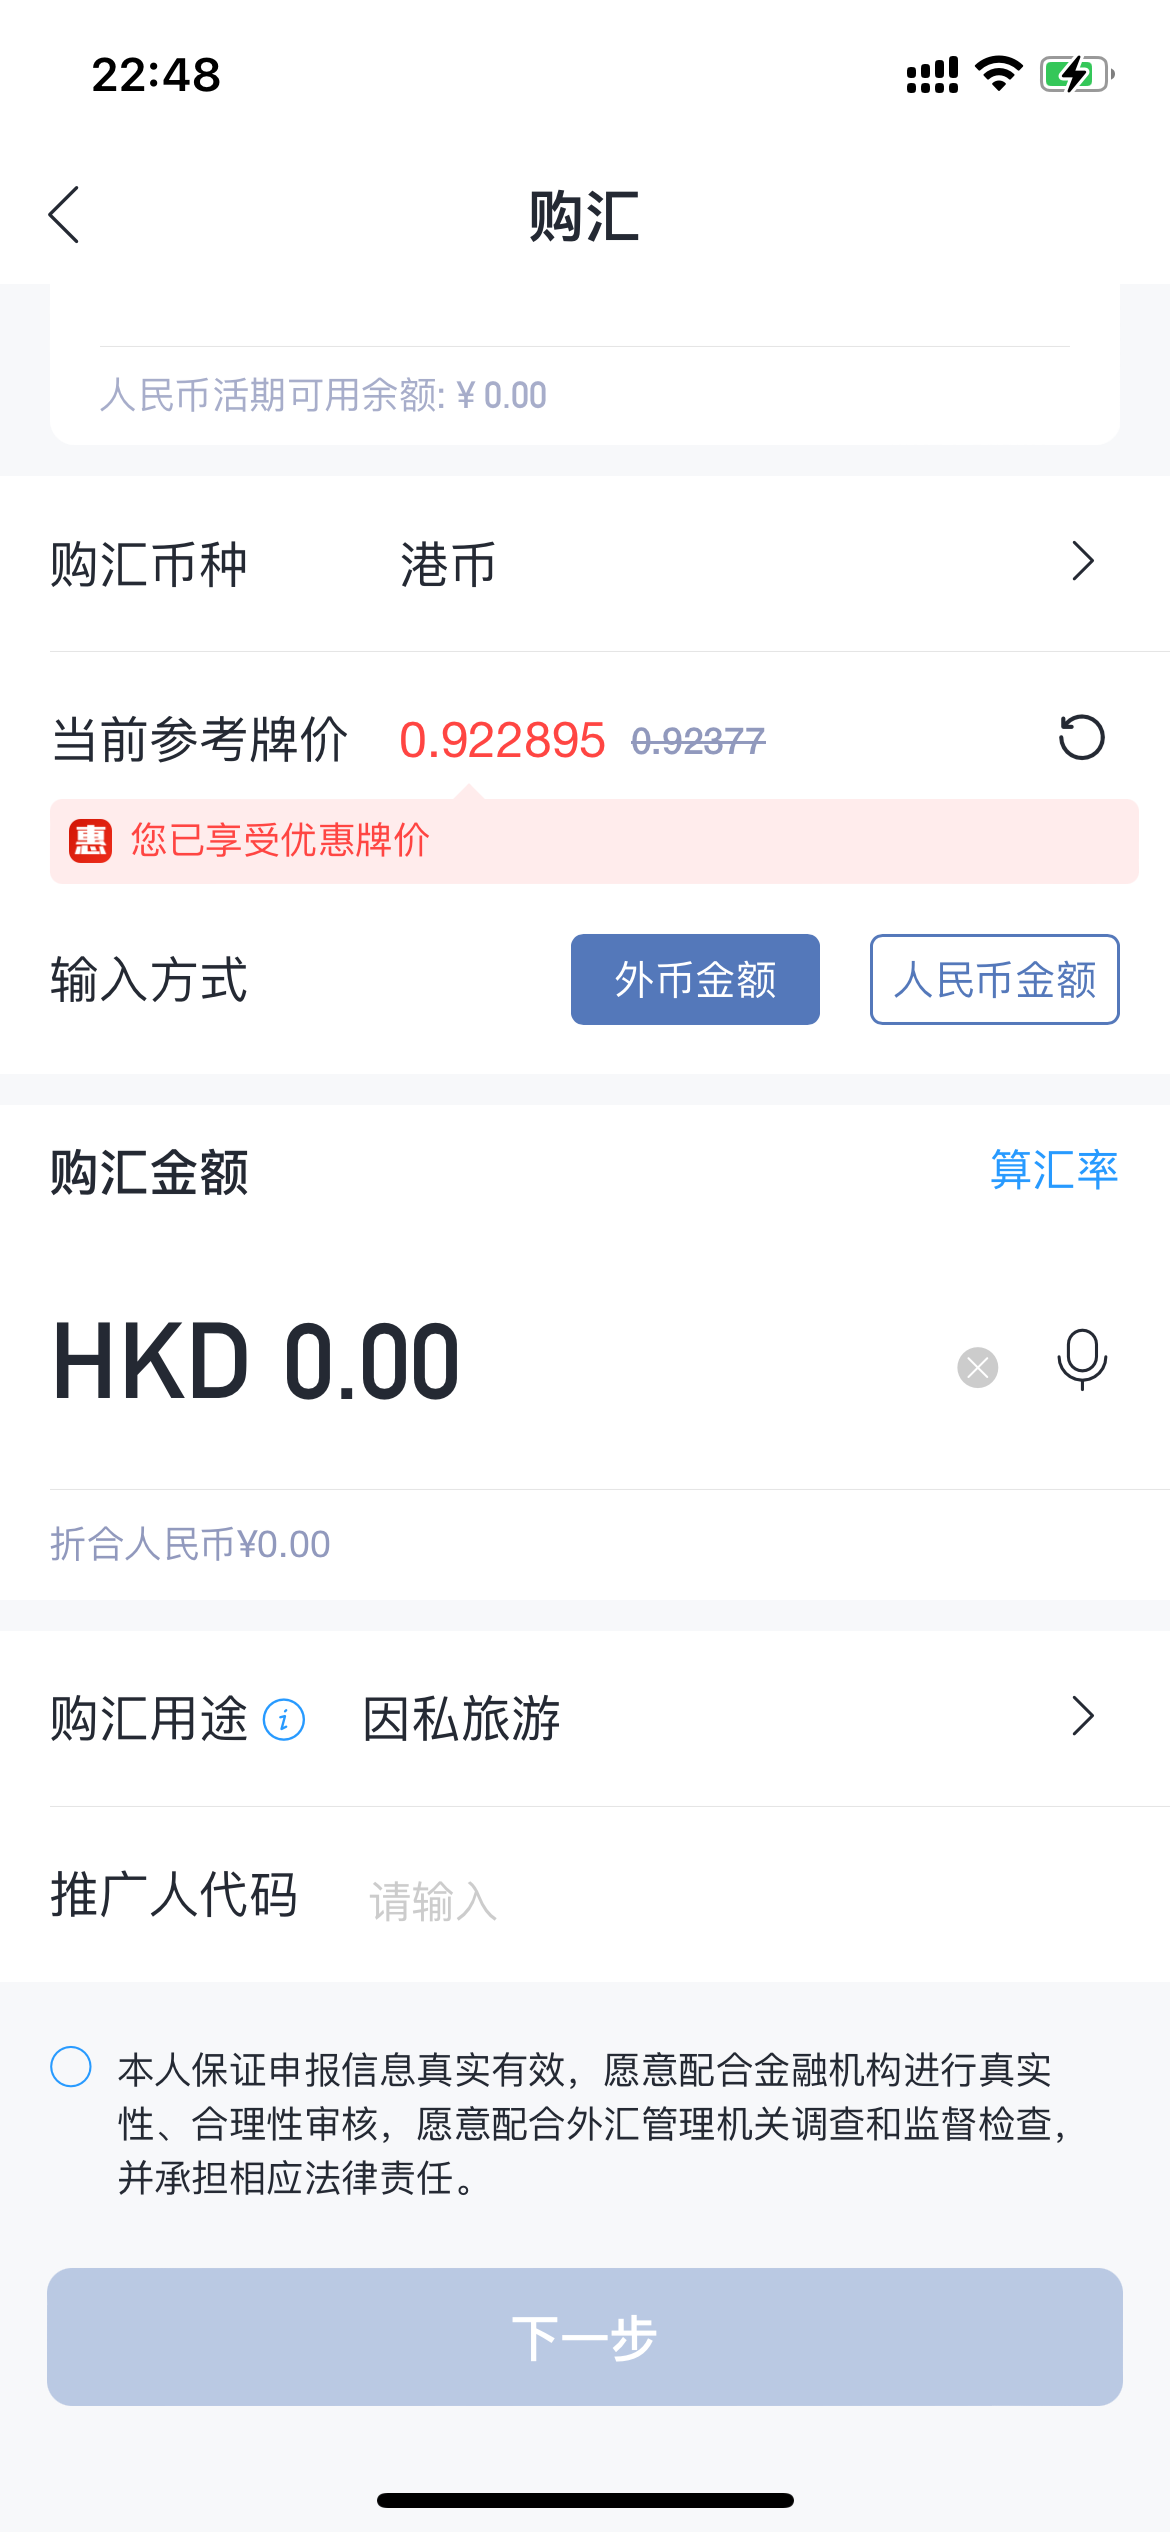 22:48
购汇
人民币活期可用余额: ¥ 0.00
购汇币种 港币
当前参考牌价 0.922895 0.92377
惠 您已享受优惠牌价
输入方式 外币金额 人民币金额
购汇金额 算汇率
HKD 0.00
折合人民币¥0.00
购汇用途 i 因私旅游
推广人代码 请输入
本人保证申报信息真实有效，愿意配合金融机构进行真实
性、合理性审核，愿意配合外汇管理机关调查和监督检查，
并承担相应法律责任。
下一步